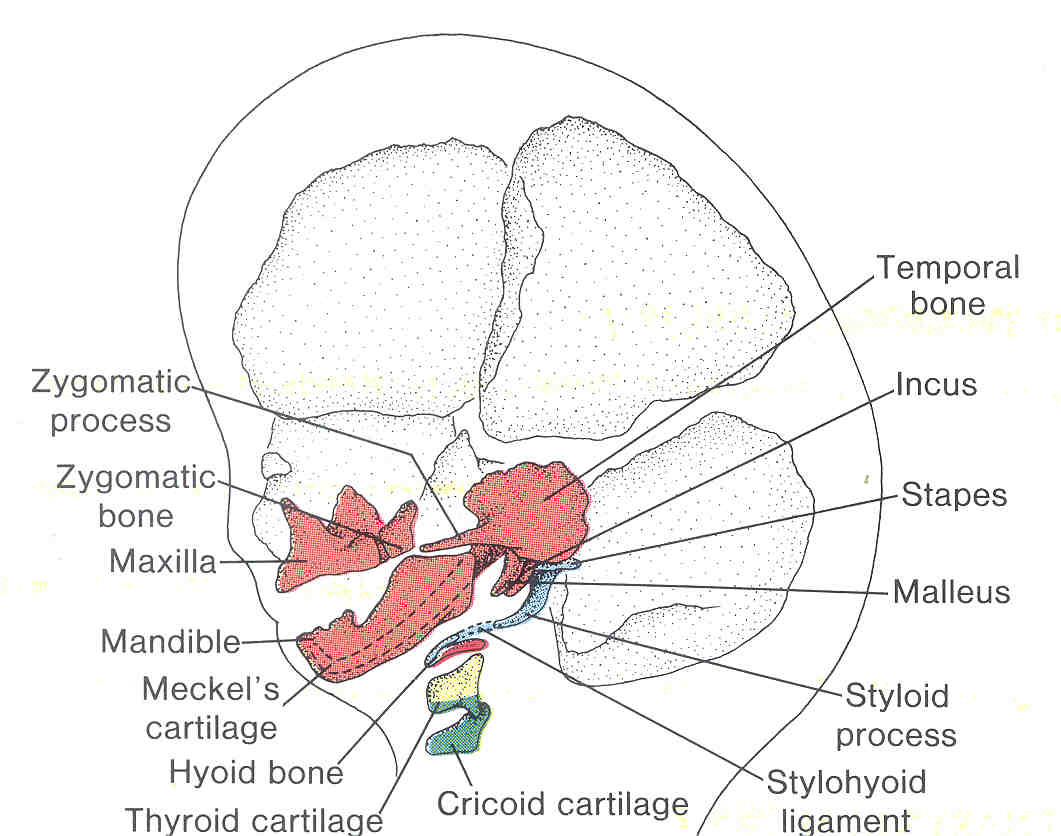 Temporal
bone
Zygomatic
process
Incus
Zygomatic
bone
Stapes
Maxilla
Malleus
Mandible
Meckel's
cartilage
Styloid
process
Hyoid bone
Stylohyoid
ligament
Thyroid cartilage
Cricoid cartilage